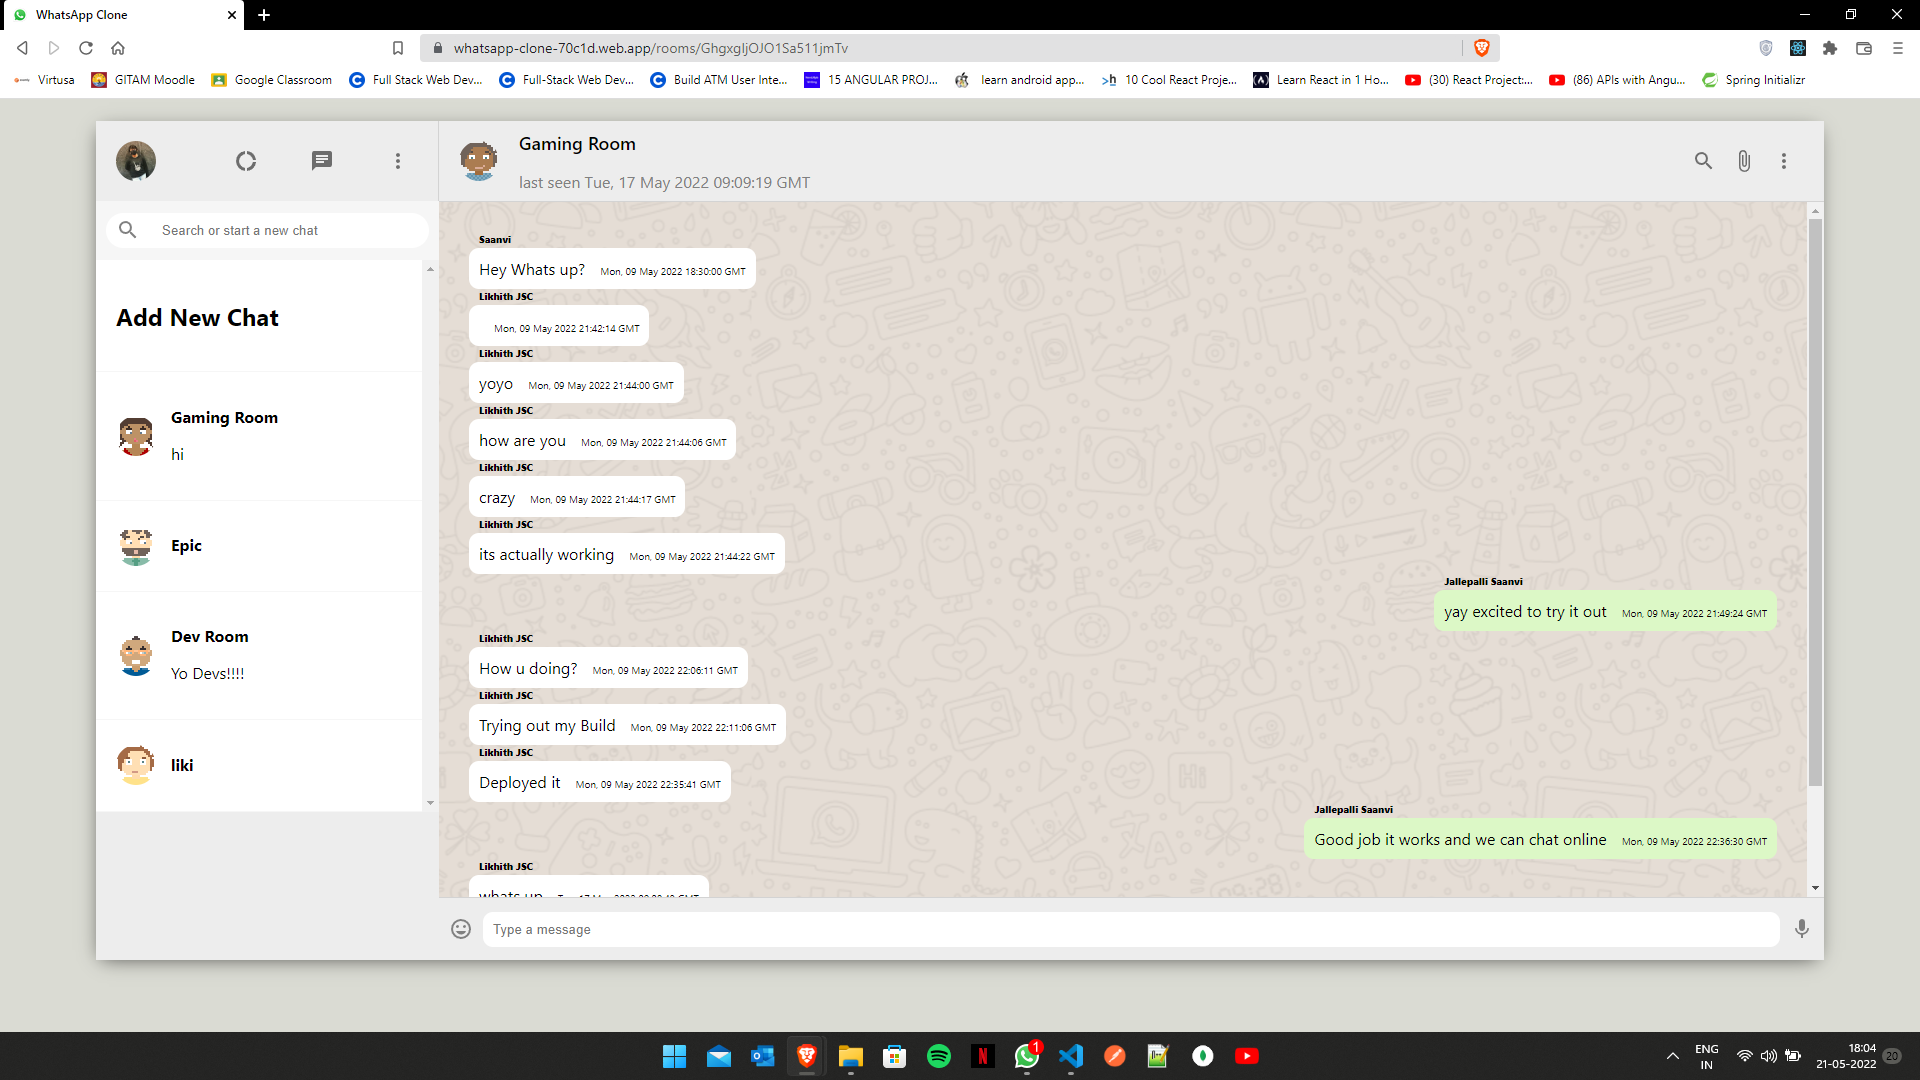 WhatsApp Clone
whatsapp-clone-70c1d.web.app/rooms/GhgxgIjOJO1Sa511jmTv
Virtusa GITAM Moodle Google Classroom Full Stack Web Dev... Full-Stack Web Dev... Build ATM User Inte... 15 ANGULAR PROJ... learn android app... 10 Cool React Proje... Learn React in 1 Ho... (30) React Project:... (86) APIs with Angu... Spring Initializr
Gaming Room
last seen Tue, 17 May 2022 09:09:19 GMT
Search or start a new chat
Add New Chat
Gaming Room
hi
Epic
Dev Room
Yo Devs!!!!
liki
Saanvi
Hey Whats up? Mon, 09 May 2022 18:30:00 GMT
Likhith JSC
Mon, 09 May 2022 21:42:14 GMT
Likhith JSC
yoyo Mon, 09 May 2022 21:44:00 GMT
Likhith JSC
how are you Mon, 09 May 2022 21:44:06 GMT
Likhith JSC
crazy Mon, 09 May 2022 21:44:17 GMT
Likhith JSC
its actually working Mon, 09 May 2022 21:44:22 GMT
Jallepalli Saanvi
yay excited to try it out Mon, 09 May 2022 21:49:24 GMT
Likhith JSC
How u doing? Mon, 09 May 2022 22:06:11 GMT
Likhith JSC
Trying out my Build Mon, 09 May 2022 22:11:06 GMT
Likhith JSC
Deployed it Mon, 09 May 2022 22:35:41 GMT
Jallepalli Saanvi
Good job it works and we can chat online Mon, 09 May 2022 22:36:30 GMT
Likhith JSC
whats up
Type a message
1
ENG
IN
18:04
21-05-2022
20